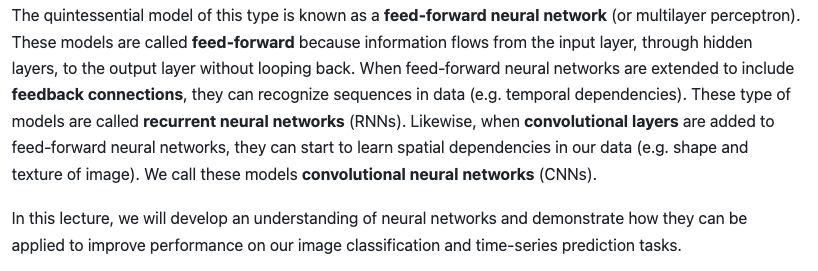 The quintessential model of this type is known as a feed-forward neural network (or multilayer perceptron).
These models are called feed-forward because information flows from the input layer, through hidden
layers, to the output layer without looping back. When feed-forward neural networks are extended to include
feedback connections, they can recognize sequences in data (e.g. temporal dependencies). These type of
models are called recurrent neural networks (RNNs). Likewise, when convolutional layers are added to
feed-forward neural networks, they can start to learn spatial dependencies in our data (e.g. shape and
texture of image). We call these models convolutional neural networks (CNNs).
In this lecture, we will develop an understanding of neural networks and demonstrate how they can be
applied to improve performance on our image classification and time-series prediction tasks.